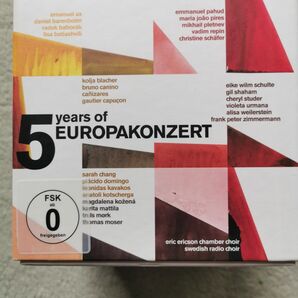 emanuel ax
daniel barenboim
radek baborák
lisa batiashvili
emmanuel pahud
maria joão pires
mikhail pletnev
vadim repin
christine schäfer
kolja blacher
bruno canino
cañizares
gautier capuçon
eike wilm schulte
gil shaham
cheryl studer
violeta urmana
alisa weilerstein
frank peter zimmermann
5 years of
EUROPAKONZERT
sarah chang
plácido domingo
leonidas kavakos
anatoli kotscherga
magdalena kožená
karita mattila
truls mørk
thomas moser
FSK
ab
0
freigegeben
eric ericson chamber choir
swedish radio choir